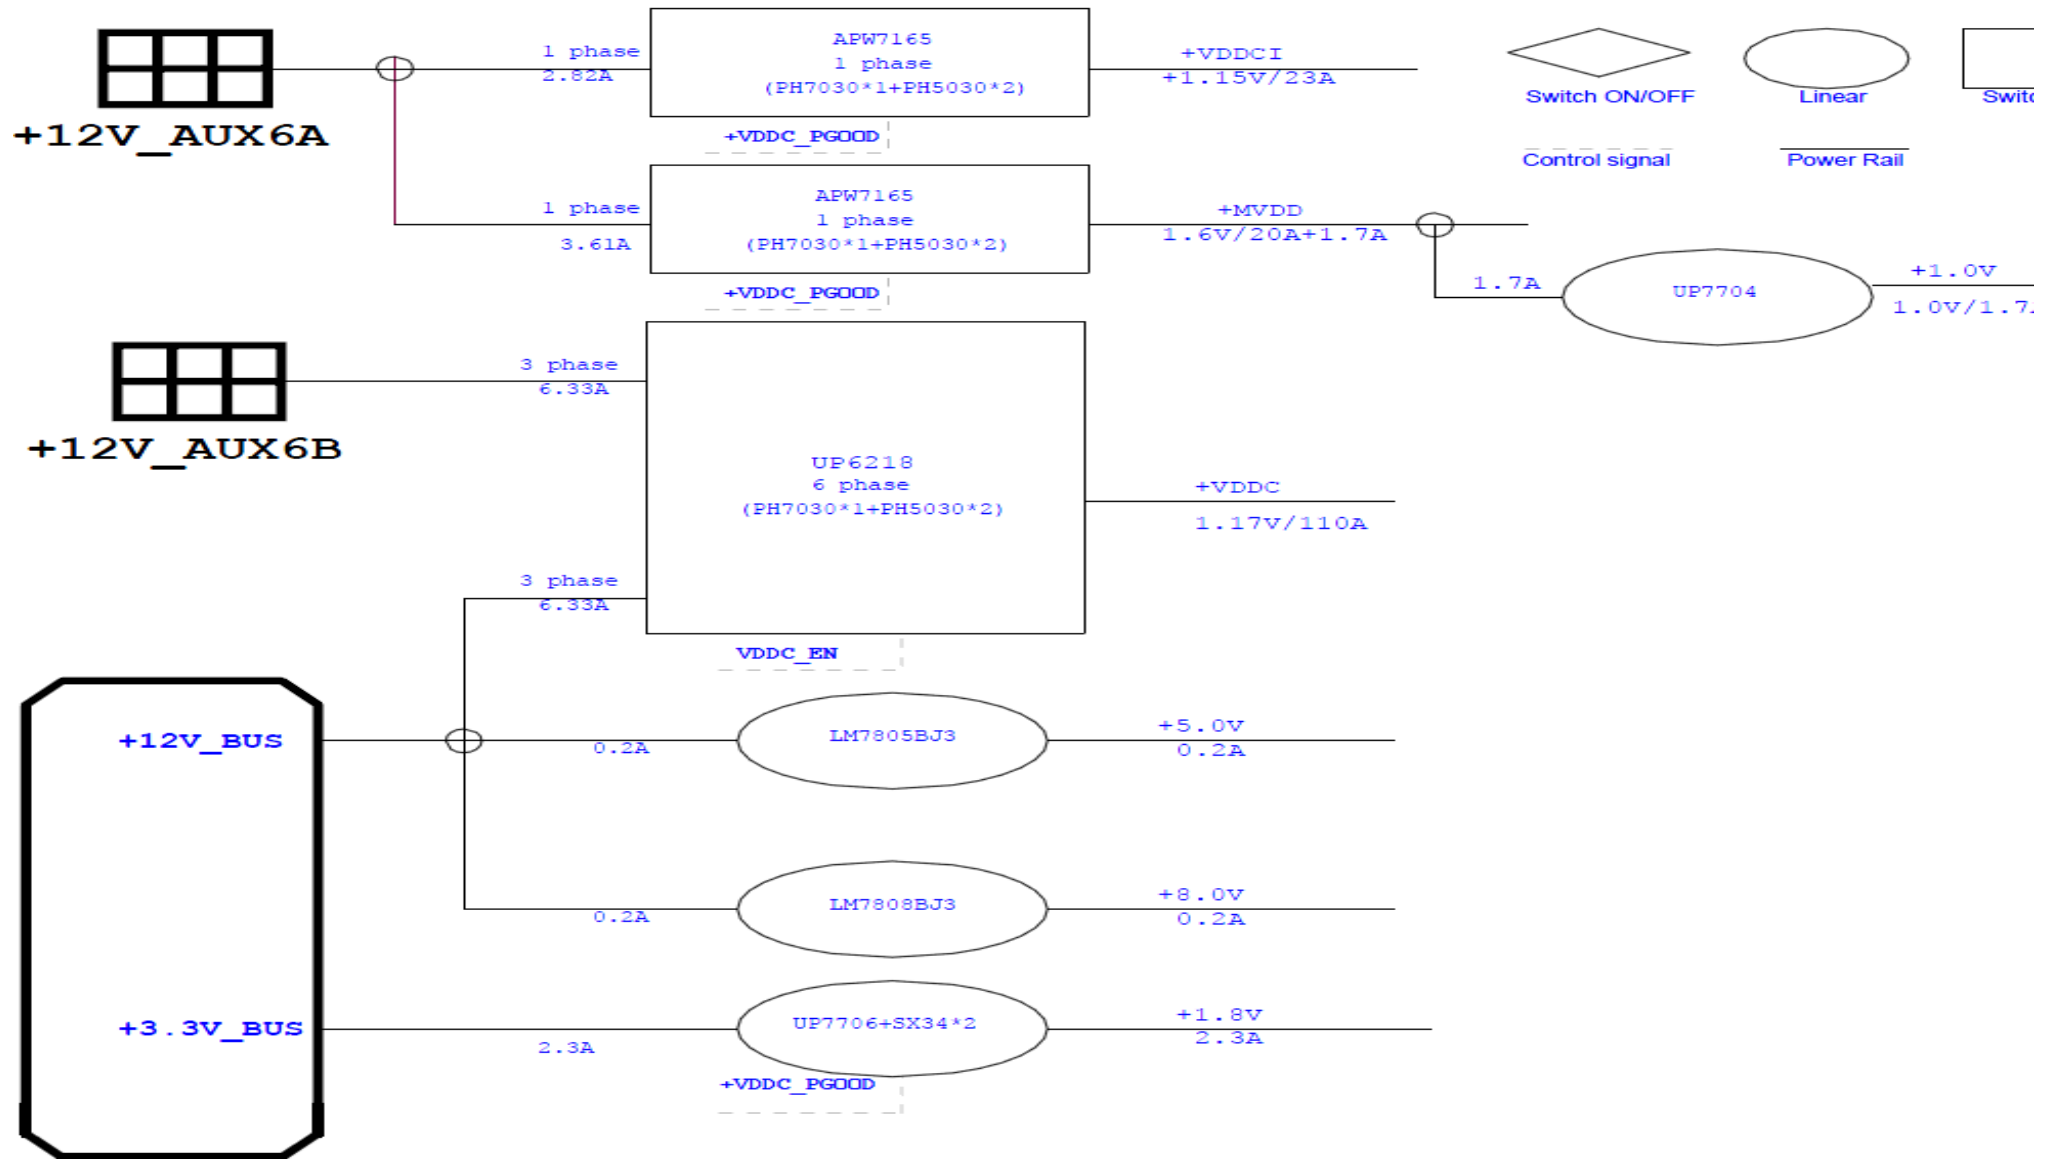 1 phase
2.82A
APW7165
1 phase
(PH7030*1+PH5030*2)
+VDDCI
+1.15V/23A
Switch ON/OFF
Linear
+12V_AUX6A
+VDDC_PGOOD
Control signal
Power Rail
1 phase
3.61A
APW7165
1 phase
(PH7030*1+PH5030*2)
+MVDD
1.6V/20A+1.7A
1.7A
UP7704
+1.0V
+VDDC_PGOOD
3 phase
6.33A
+12V_AUX6B
UP6218
6 phase
(PH7030*1+PH5030*2)
+VDDC
1.17V/110A
3 phase
6.33A
VDDC_EN
+12V_BUS
0.2A
LM7805BJ3
+5.0V
0.2A
0.2A
LM7808BJ3
+8.0V
0.2A
+3.3V_BUS
2.3A
UP7706+SX34*2
+1.8V
2.3A
+VDDC_PGOOD